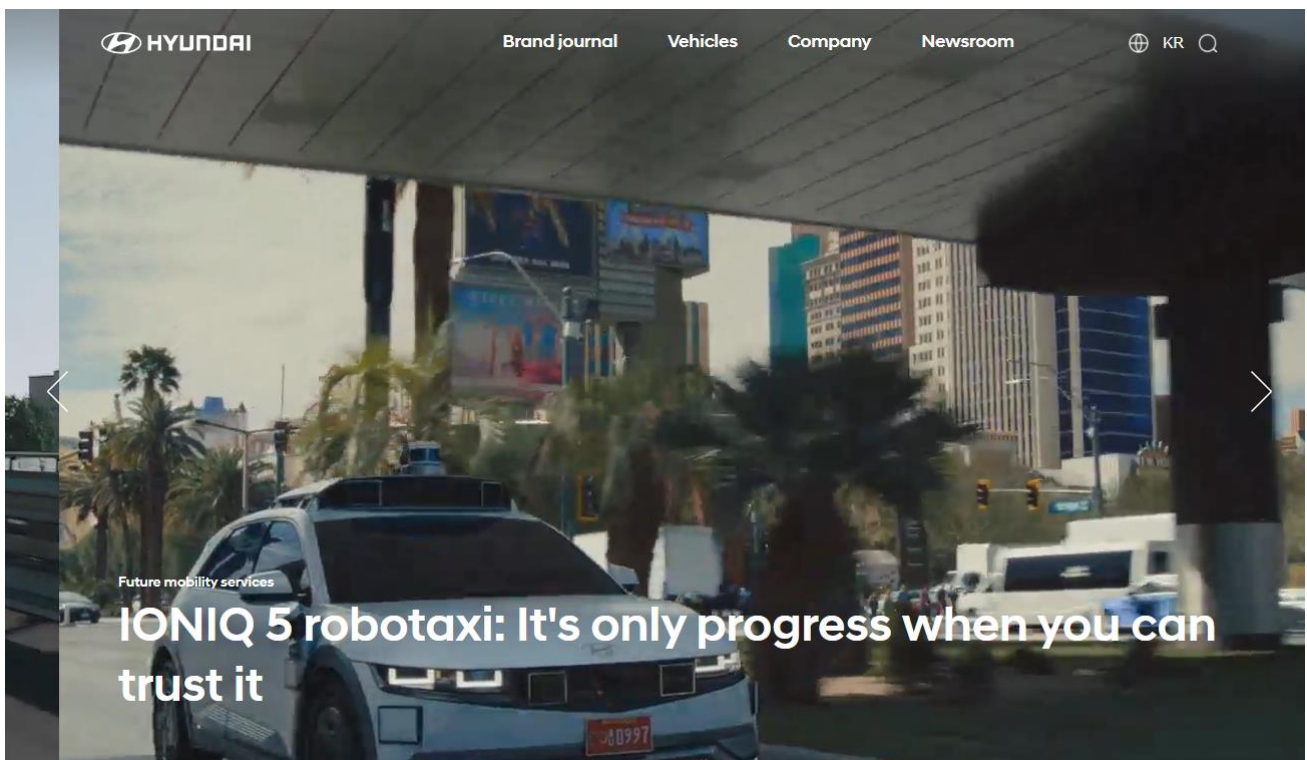 HYUNDAI
Brand journal
Vehicles
Company
Newsroom
KR
Future mobility services
IONIQ 5 robotaxi: It's only progress when you can
trust it